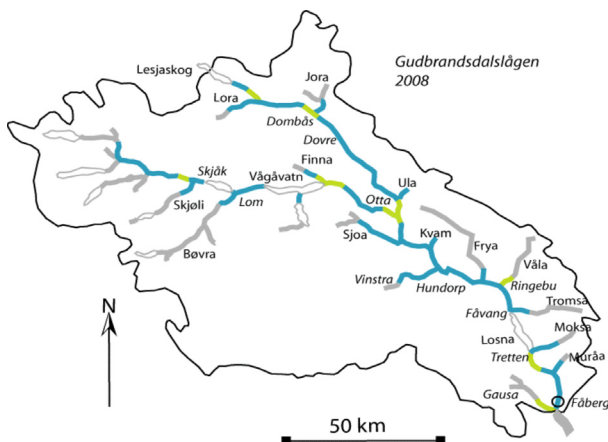 Gudbrandsdalslågen
2008
Lesjaskog
Jora
Lora
Dombås
Dovre
Finna
Skjåk
Vågåvatn
Ula
Skjøli
Lom
Otta
Sjoa
Kvam
Frya
Bøvra
Våla
Vinstra
Hundorp
Ringebu
Tromsa
Fåvang
N
Losna
Moksa
Tretten
Muråa
Gausa
Fåberg
50 km